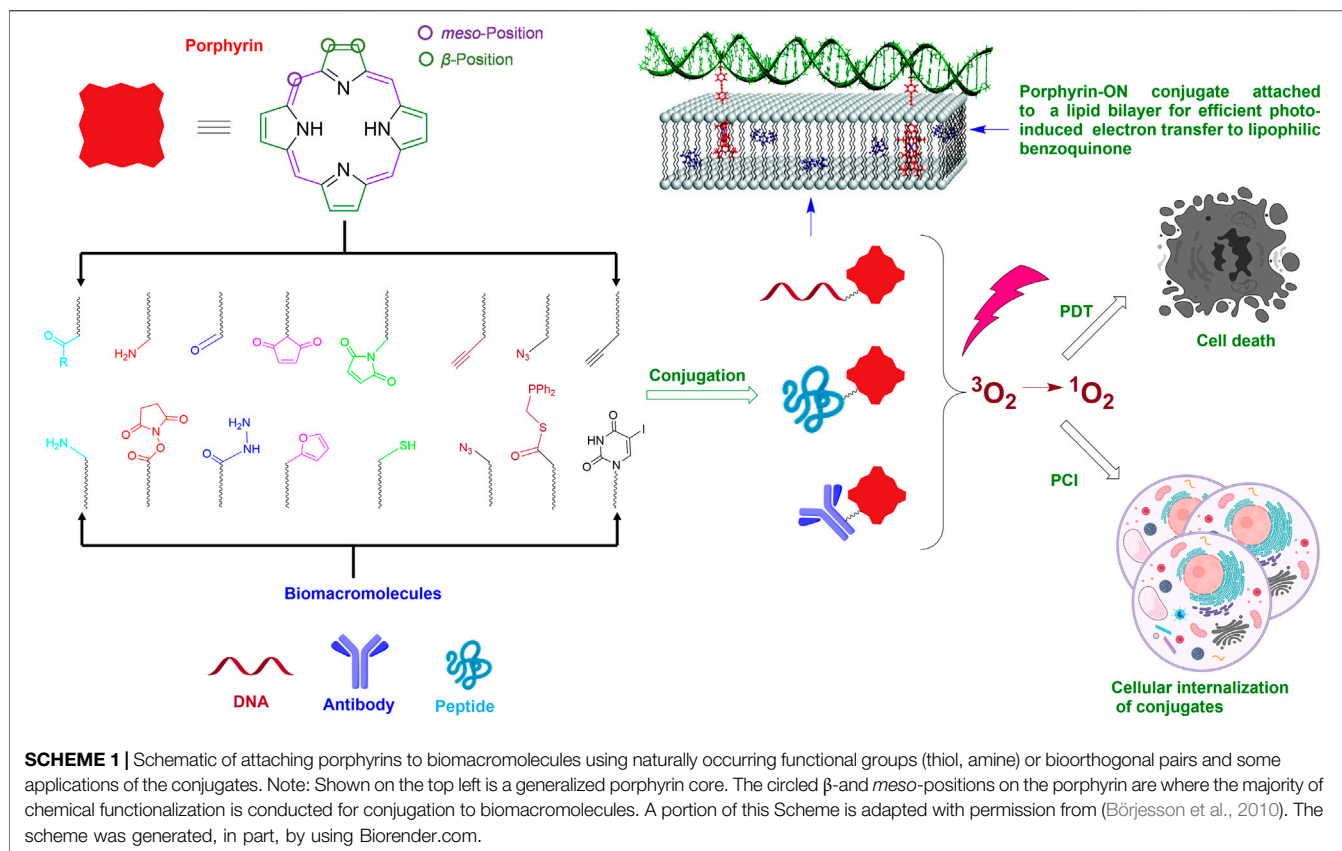 Porphyrin
meso-Position
β-Position
N
NH
HN
N
Porphyrin-ON conjugate attached
to a lipid bilayer for efficient photo-
induced electron transfer to lipophilic
benzoquinone
O
R
H2N
O
O
O
N
O
O
N3
H2N
O
N
O
O
O
H2N
NH
O
O
SH
N3
PPh2
S
O
O
I
HN
O
N
Conjugation
3O2
1O2
PDT
Cell death
PCI
Cellular internalization
of conjugates
Biomacromolecules
DNA
Antibody
Peptide
SCHEME 1 | Schematic of attaching porphyrins to biomacromolecules using naturally occurring functional groups (thiol, amine) or bioorthogonal pairs and some
applications of the conjugates. Note: Shown on the top left is a generalized porphyrin core. The circled β-and meso-positions on the porphyrin are where the majority of
chemical functionalization is conducted for conjugation to biomacromolecules. A portion of this Scheme is adapted with permission from (Börjesson et al., 2010). The
scheme was generated, in part, by using Biorender.com.